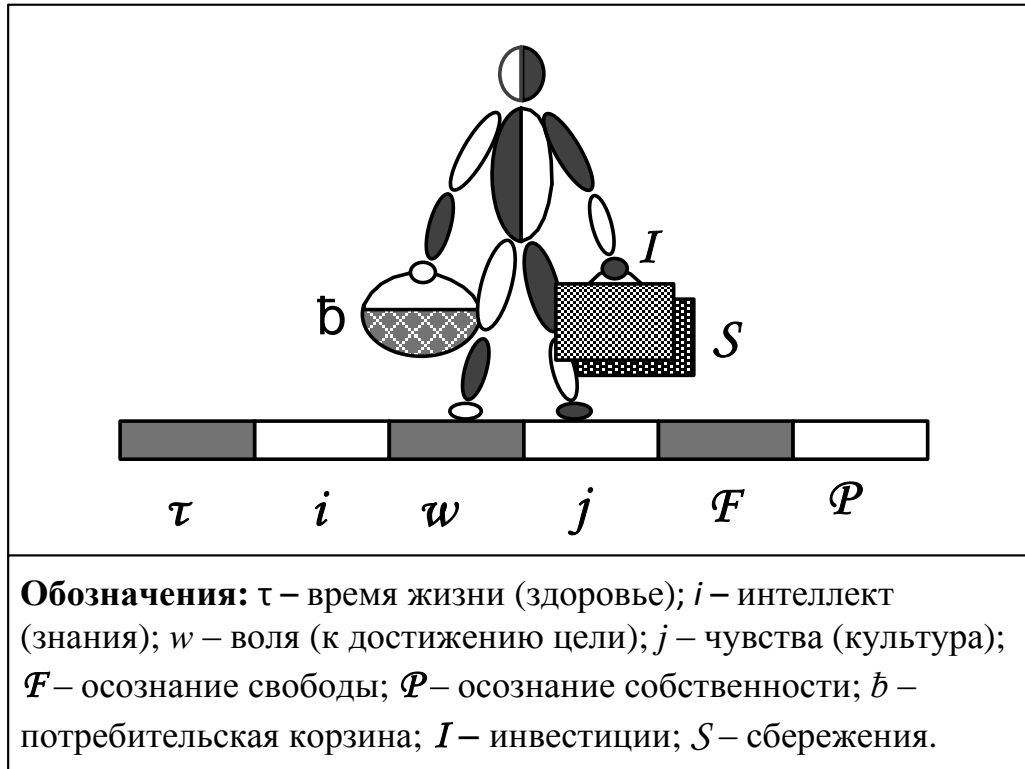 I
ƀ
S
τ i w j F P
Обозначения: τ – время жизни (здоровье); i – интеллект
(знания); w – воля (к достижению цели); j – чувства (культура);
F – осознание свободы; P – осознание собственности; ƀ –
потребительская корзина; I – инвестиции; S – сбережения.